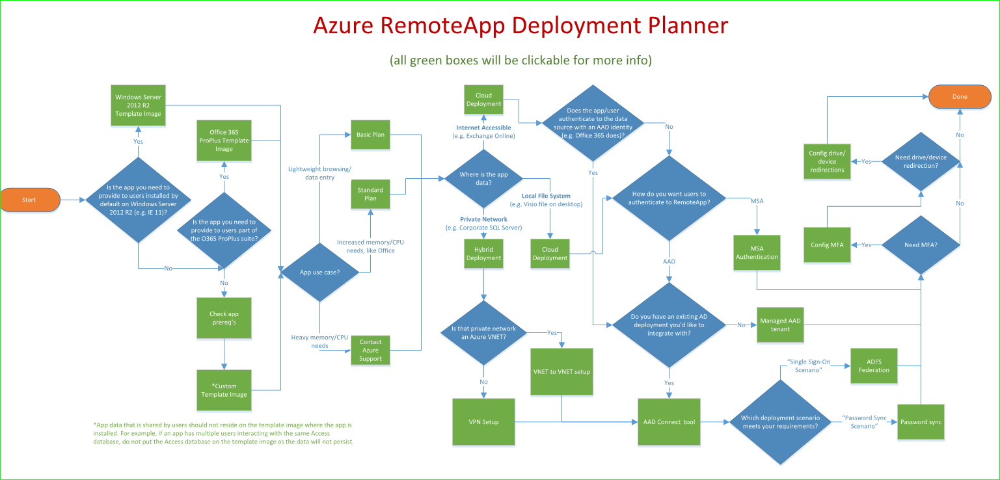 Azure RemoteApp Deployment Planner
(all green boxes will be clickable for more info)
Start
Is the app you need to
provide to users installed by
default on Windows Server
2012 R2 (e.g. IE 11)?
Yes
Windows Server
2012 R2
Template Image
No
Is the app you need to
provide to users part of
the O365 ProPlus suite?
Yes
Office 365
ProPlus Template
Image
No
Check app
prereq's
*Custom
Template Image
*App data that is shared by users should not reside on the template image where the app is
installed. For example, if an app has multiple users interacting with the same Access
database, do not put the Access database on the template image as the data will not persist.
App use case?
Lightweight browsing/
data entry
Basic Plan
Increased memory/CPU
needs, like Office
Standard
Plan
Heavy memory/CPU
needs
Contact
Azure
Support
Where is the app
data?
Internet Accessible
(e.g. Exchange Online)
Cloud
Deployment
Local File System
(e.g. Visio file on desktop)
Cloud
Deployment
Private Network
(e.g. Corporate SQL Server)
Hybrid
Deployment
Is that private network
an Azure VNET?
Yes
VNET to VNET setup
No
VPN Setup
Does the app/user
authenticate to the data
source with an AAD identity
(e.g. Office 365 does)?
No
Yes
How do you want users to
authenticate to RemoteApp?
MSA
MSA
Authentication
AAD
Do you have an existing AD
deployment you'd like to
integrate with?
No
Managed AAD
tenant
Yes
AAD Connect tool
Which deployment scenario
meets your requirements?
"Single Sign-On
Scenario"
ADFS
Federation
"Password Sync
Scenario"
Password sync
Need MFA?
Yes
Config MFA
No
Need drive/device
redirection?
Yes
Config drive/
device
redirections
No
Done